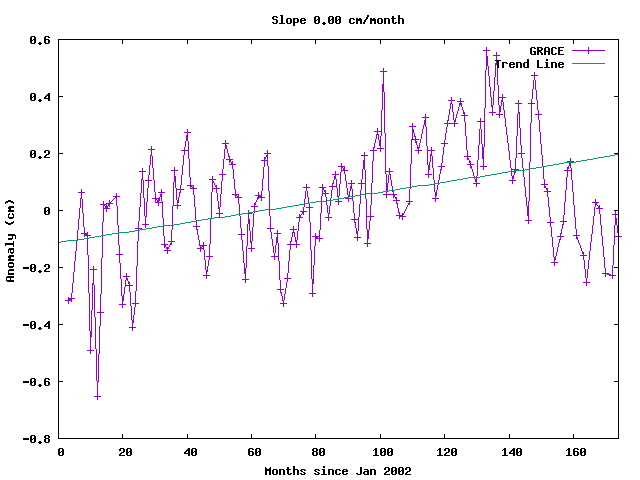 Slope 0.00 cm/month
GRACE
Trend Line
0.6
0.4
0.2
0
-0.2
-0.4
-0.6
-0.8
Anomaly (cm)
0 20 40 60 80 100 120 140 160
Months since Jan 2002